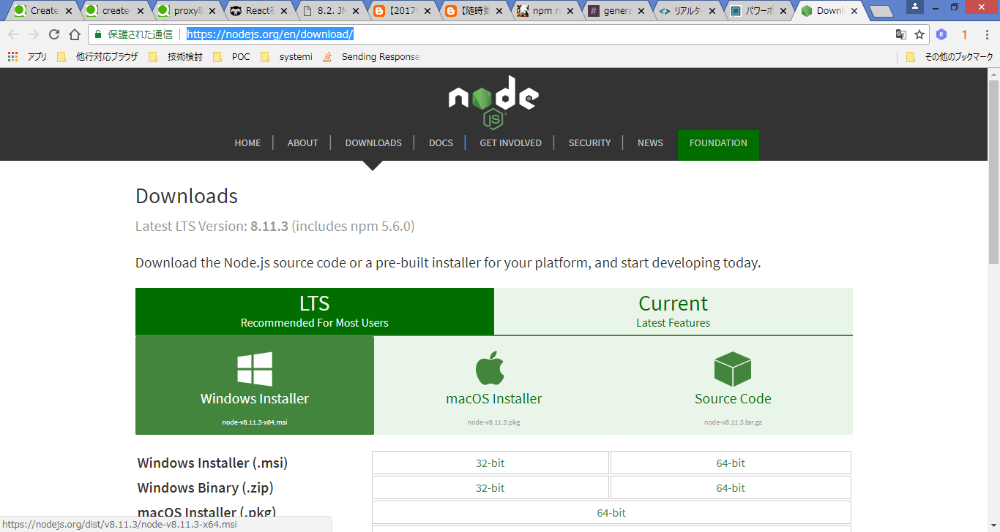 Create
create-
proxy
React
8.2. JM
【2017
【随時
npm r
genera
リアルタ
パワーポ
Downl
保護された通信
https://nodejs.org/en/download/
1
アプリ
他行対応ブラウザ
技術検討
POC
systemi
Sending Response
その他のブックマーク
node
JS
HOME
ABOUT
DOWNLOADS
DOCS
GET INVOLVED
SECURITY
NEWS
FOUNDATION
Downloads
Latest LTS Version: 8.11.3 (includes npm 5.6.0)
Download the Node.js source code or a pre-built installer for your platform, and start developing today.
LTS
Recommended For Most Users
Current
Latest Features
Windows Installer
node-v8.11.3-x64.msi
macOS Installer
node-v8.11.3.pkg
Source Code
node-v8.11.3.tar.gz
Windows Installer (.msi)
32-bit
64-bit
Windows Binary (.zip)
32-bit
64-bit
macOS Installer (.pkg)
64-bit
https://nodejs.org/dist/v8.11.3/node-v8.11.3-x64.msi